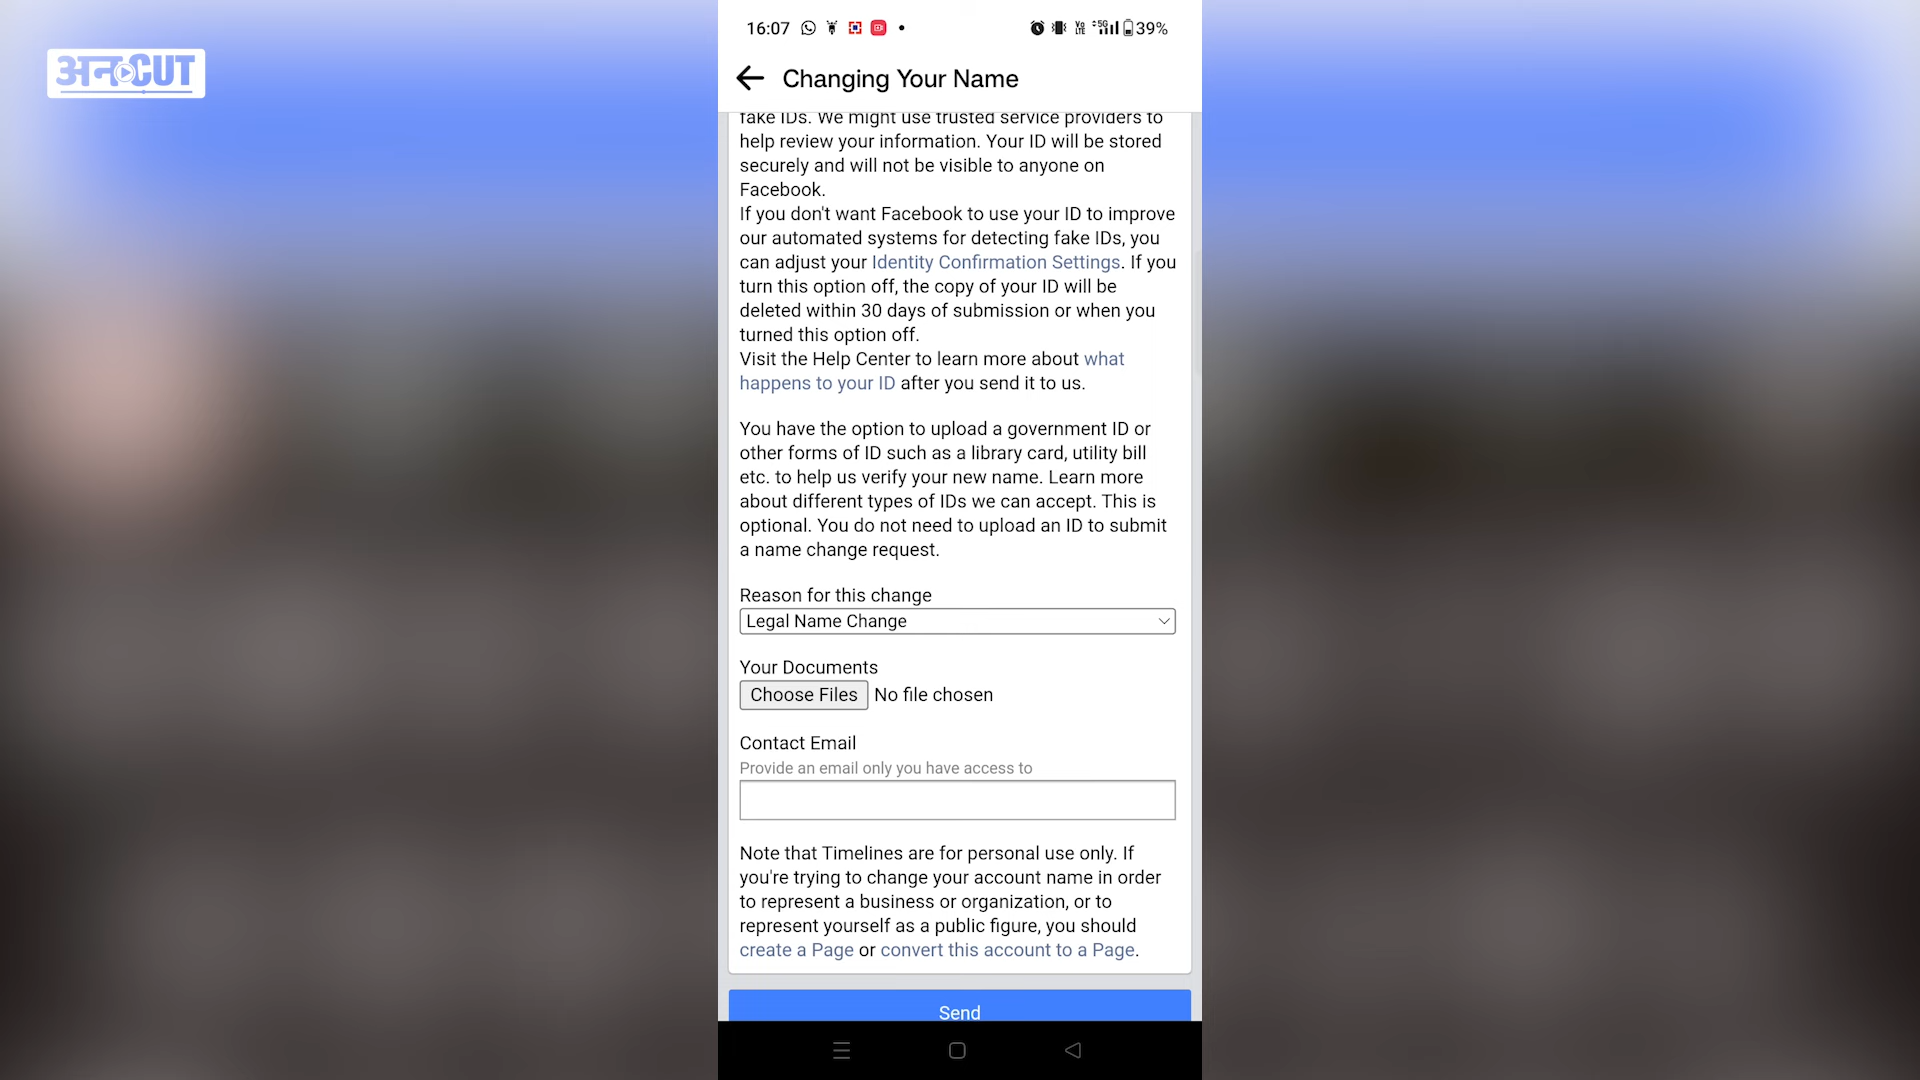 अनCUT
16:07
5G
39%
Changing Your Name
fake IDs. We might use trusted service providers to
help review your information. Your ID will be stored
securely and will not be visible to anyone on
Facebook.
If you don't want Facebook to use your ID to improve
our automated systems for detecting fake IDs, you
can adjust your Identity Confirmation Settings. If you
turn this option off, the copy of your ID will be
deleted within 30 days of submission or when you
turned this option off.
Visit the Help Center to learn more about what
happens to your ID after you send it to us.
You have the option to upload a government ID or
other forms of ID such as a library card, utility bill
etc. to help us verify your new name. Learn more
about different types of IDs we can accept. This is
optional. You do not need to upload an ID to submit
a name change request.
Reason for this change
Legal Name Change
Your Documents
Choose Files No file chosen
Contact Email
Provide an email only you have access to
Note that Timelines are for personal use only. If
you're trying to change your account name in order
to represent a business or organization, or to
represent yourself as a public figure, you should
create a Page or convert this account to a Page.
Send